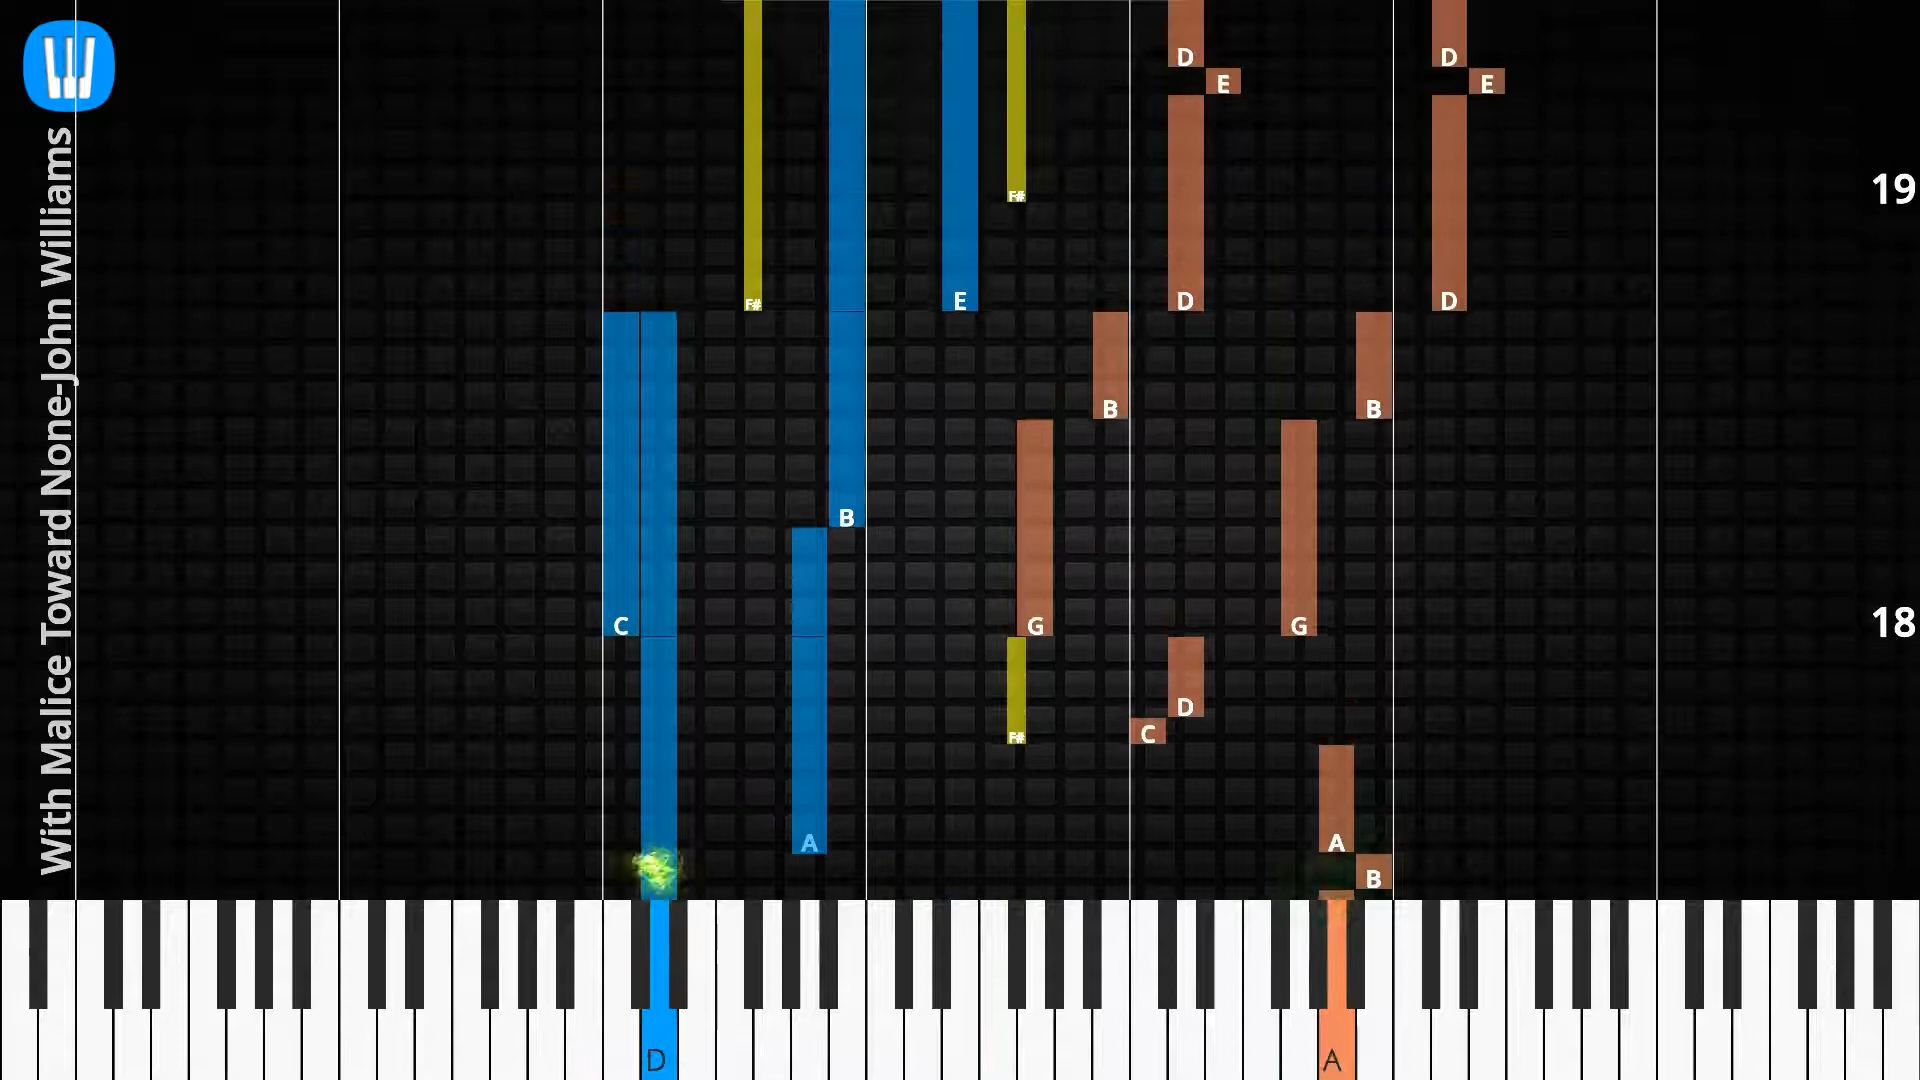 With Malice Toward None-John Williams
D D
E E
F#
19
F# E D D
B B
B
C G G
18
D
F# C
A A
B
D A